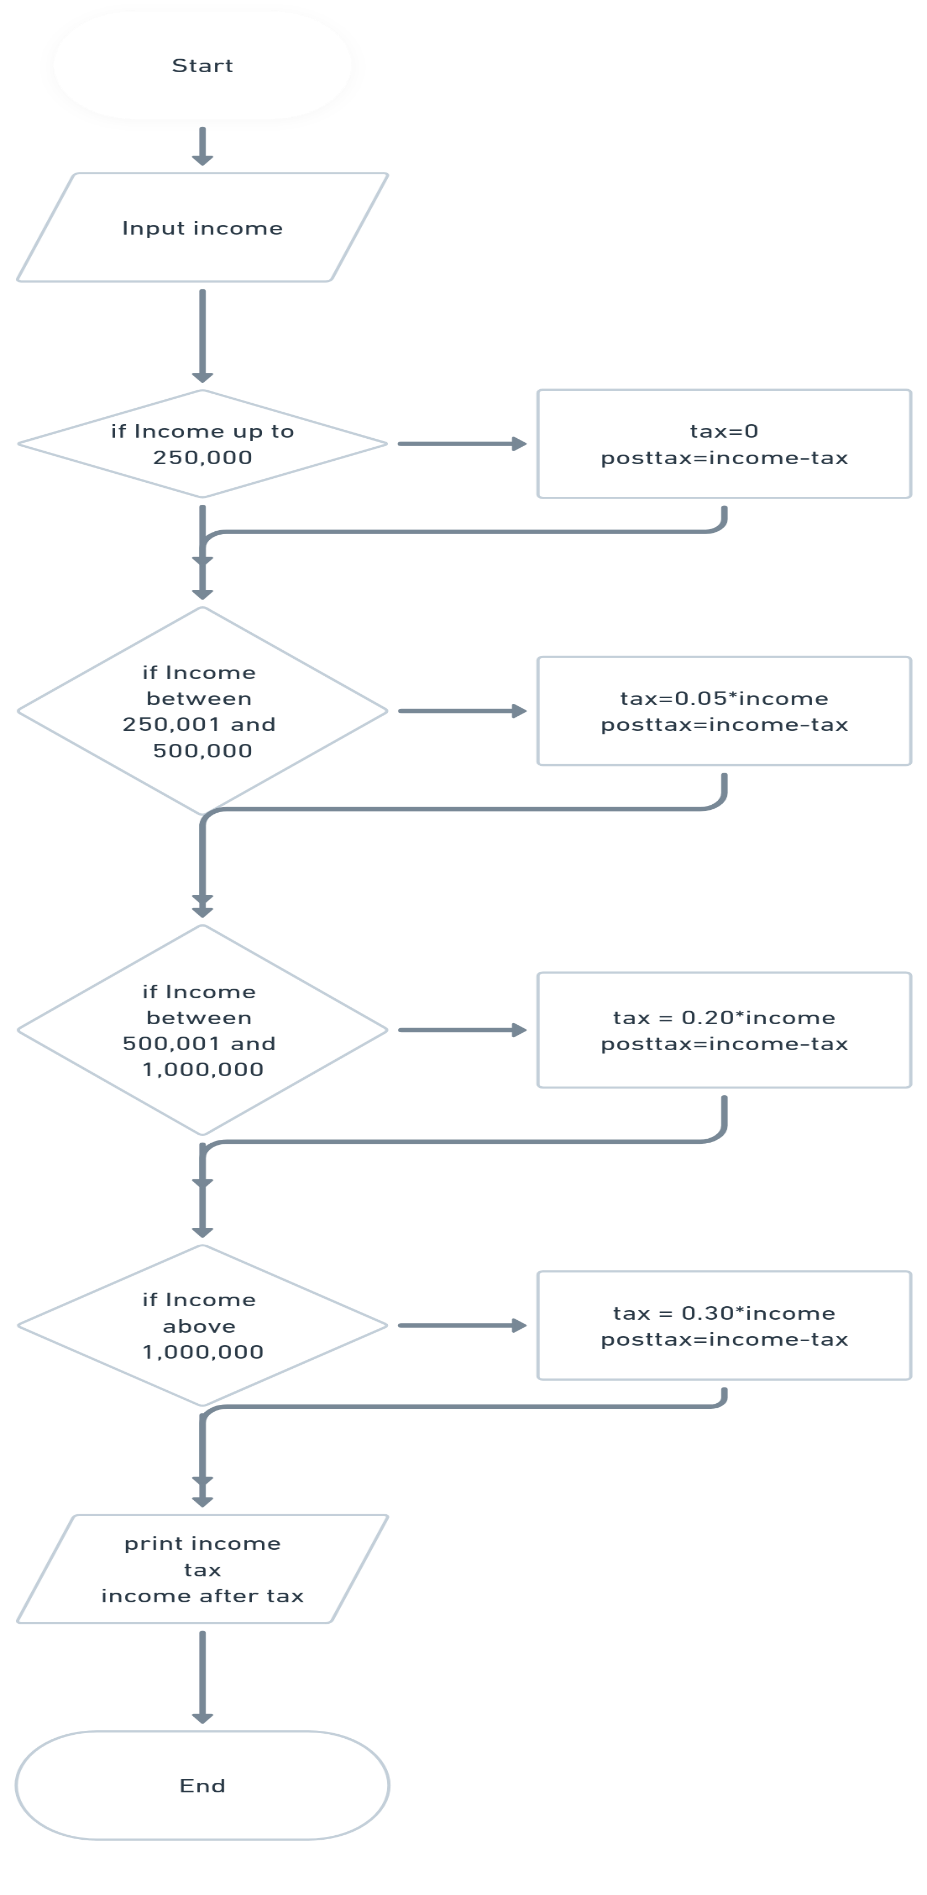 Start
Input income
if Income up to
250,000
tax=0
posttax=income-tax
if Income
between
250,001 and
500,000
tax=0.05*income
posttax=income-tax
if Income
between
500,001 and
1,000,000
tax = 0.20*income
posttax=income-tax
if Income
above
1,000,000
tax = 0.30*income
posttax=income-tax
print income
tax
income after tax
End